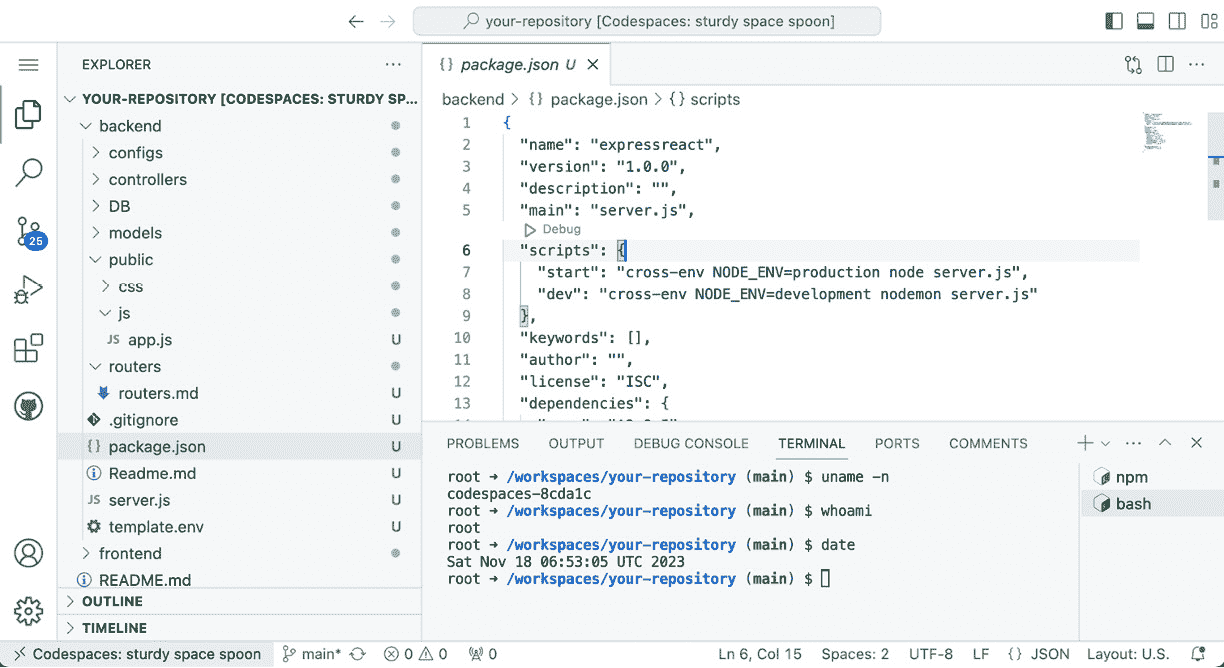 your-repository [Codespaces: sturdy space spoon]
EXPLORER
YOUR-REPOSITORY [CODESPACES: STURDY SP...
backend
configs
controllers
DB
models
public
css
js
JS app.js U
routers
routers.md U
.gitignore U
{} package.json U
Readme.md U
JS server.js U
template.env U
frontend
README.md
OUTLINE
TIMELINE
25
{} package.json U
backend > {} package.json > {} scripts
1 {
2 "name": "expressreact",
3 "version": "1.0.0",
4 "description": "",
5 "main": "server.js",
Debug
6 "scripts": {
7 "start": "cross-env NODE_ENV=production node server.js",
8 "dev": "cross-env NODE_ENV=development nodemon server.js"
9 },
10 "keywords": [],
11 "author": "",
12 "license": "ISC",
13 "dependencies": {
PROBLEMS OUTPUT DEBUG CONSOLE TERMINAL PORTS COMMENTS
root → /workspaces/your-repository (main) $ uname -n
codespaces-8cda1c
root → /workspaces/your-repository (main) $ whoami
root
root → /workspaces/your-repository (main) $ date
Sat Nov 18 06:53:05 UTC 2023
root → /workspaces/your-repository (main) $
npm
bash
Codespaces: sturdy space spoon main* 0 0 0 Ln 6, Col 15 Spaces: 2 UTF-8 LF {} JSON Layout: U.S.